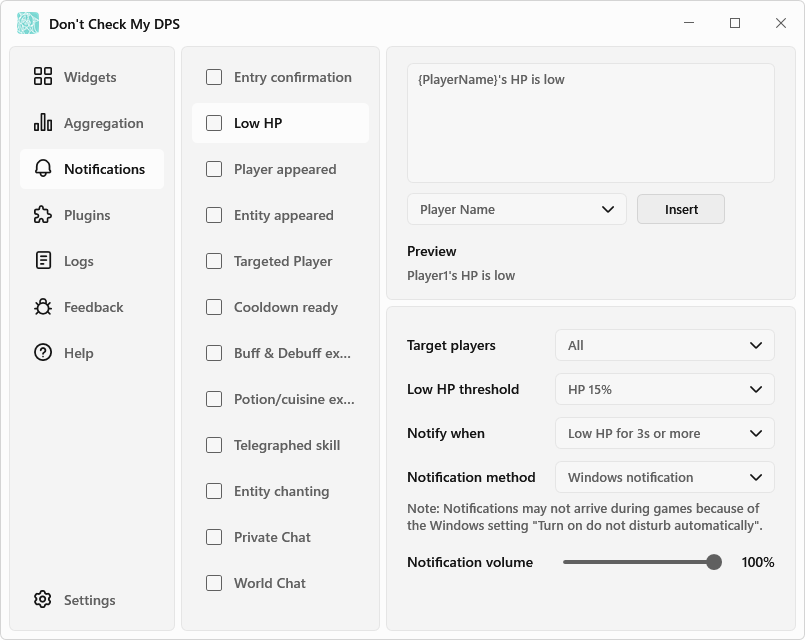 Don't Check My DPS
Widgets
Aggregation
Notifications
Plugins
Logs
Feedback
Help
Settings
Entry confirmation
Low HP
Player appeared
Entity appeared
Targeted Player
Cooldown ready
Buff & Debuff ex...
Potion/cuisine ex...
Telegraphed skill
Entity chanting
Private Chat
World Chat
{PlayerName}'s HP is low
Player Name
Insert
Preview
Player1's HP is low
Target players
All
Low HP threshold
HP 15%
Notify when
Low HP for 3s or more
Notification method
Windows notification
Note: Notifications may not arrive during games because of
the Windows setting "Turn on do not disturb automatically".
Notification volume
100%